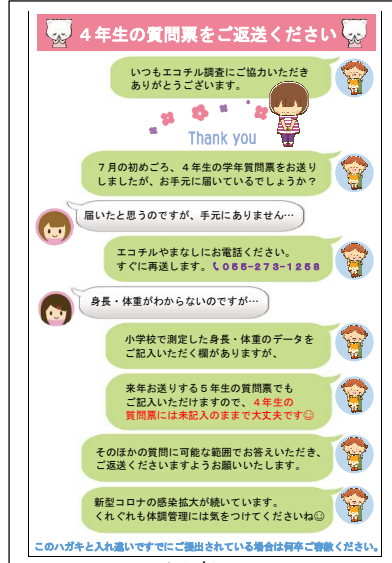 ４年生の質問票をご返送ください
いつもエコチル調査にご協力いただき
ありがとうございます。
Thank you
７月の初めごろ、４年生の学年質問票をお送り
しましたが、お手元に届いているでしょうか？
届いたと思うのですが、手元にありません…
エコチルやまなしにお電話ください。
すぐに再送します。📞055-273-1258
身長・体重がわからないのですが…
小学校で測定した身長・体重のデータを
ご記入いただく欄がありますが、
来年お送りする５年生の質問票でも
ご記入いただけますので、４年生の
質問票には未記入のままで大丈夫です☺
そのほかの質問に可能な範囲でお答えいただき、
ご返送くださいますようお願いいたします。
新型コロナの感染拡大が続いています。
くれぐれも体調管理には気をつけてくださいね☺
このハガキと入れ違いですでにご提出されている場合は何卒ご容赦ください。